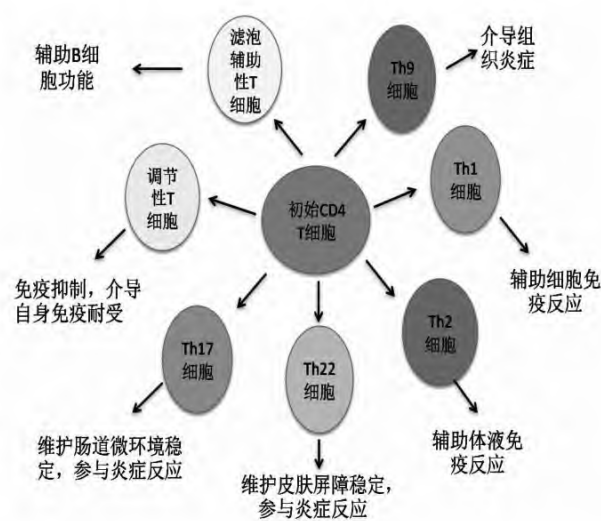 辅助B细
胞功能
滤泡
辅助
性T
细胞
Th9
细胞
介导组
织炎症
调节
性T
细胞
初始CD4
T细胞
Th1
细胞
免疫抑制，介导
自身免疫耐受
辅助细胞免
疫反应
Th17
细胞
Th22
细胞
Th2
细胞
维护肠道微环境稳
定，参与炎症反应
维护皮肤屏障稳定，
参与炎症反应
辅助体液免
疫反应